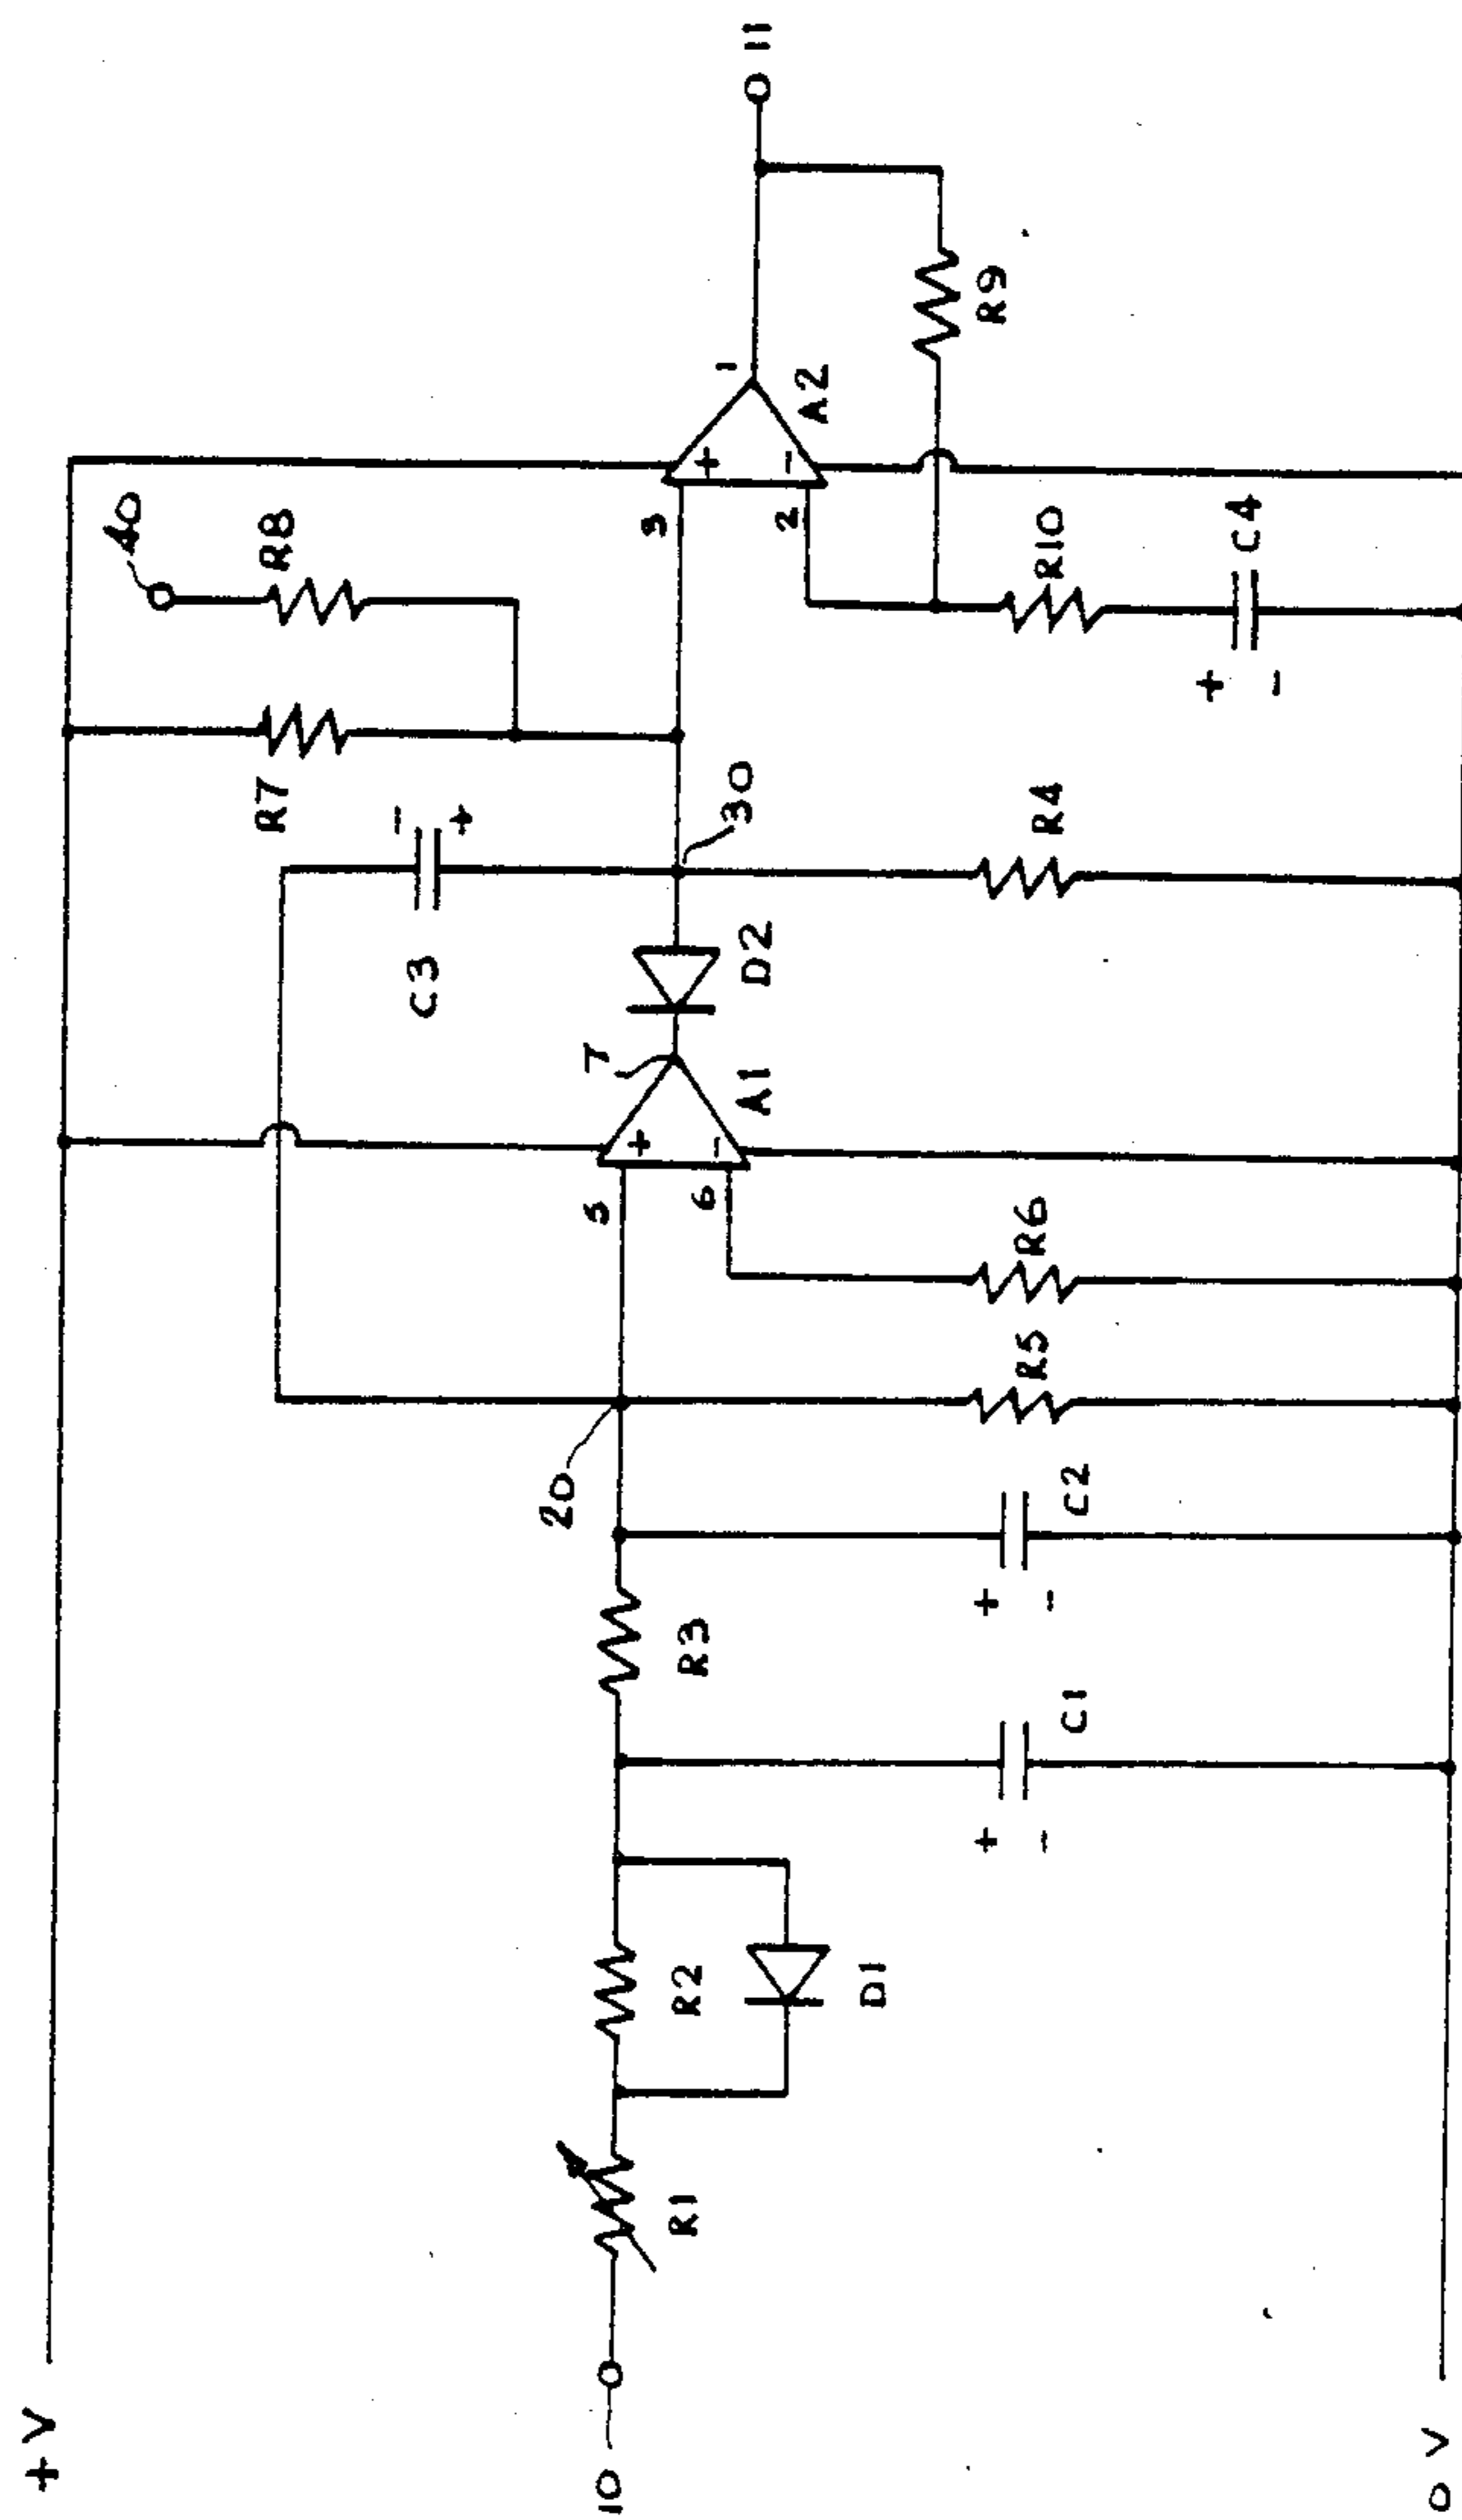 +V
40
R7
R8
C3
-
+
20
5
7
+
6
-
A1
D2
30
3
+
2
-
1
A2
11
10
R1
R2
D1
R3
R9
+
-
C1
+
-
C2
R5
R6
R4
R10
+
-
C4
0 V